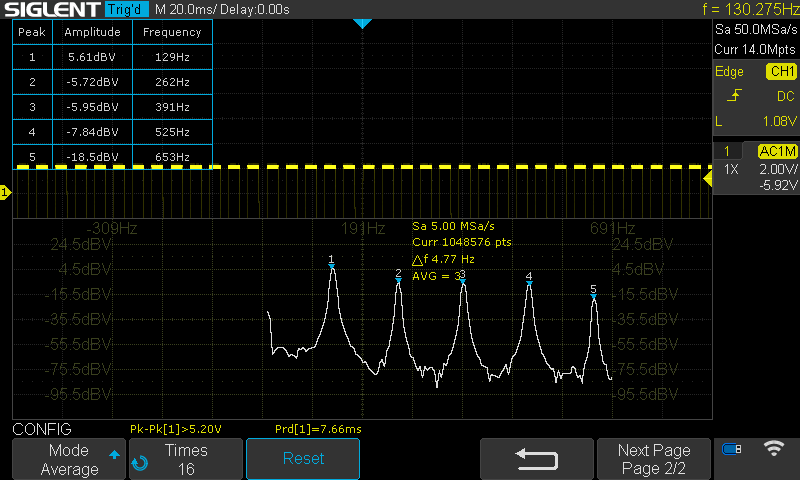 SIGLENT Trig'd M 20.0ms/ Delay:0.00s f = 130.275Hz
Peak Amplitude Frequency
1 5.61dBV 129Hz
2 -5.72dBV 262Hz
3 -5.95dBV 391Hz
4 -7.84dBV 525Hz
5 -18.5dBV 653Hz
Sa 50.0MSa/s
Curr 14.0Mpts
Edge CH1
DC
L 1.08V
1 AC1M
1X 2.00V/
-5.92V
1
-309Hz 191Hz 691Hz
Sa 5.00 MSa/s
Curr 1048576 pts
△f 4.77 Hz
AVG = 3
24.5dBV 24.5dBV
4.5dBV 4.5dBV
-15.5dBV -15.5dBV
-35.5dBV -35.5dBV
-55.5dBV -55.5dBV
-75.5dBV -75.5dBV
-95.5dBV -95.5dBV
1 2 3 4 5
CONFIG Pk-Pk[1]>5.20V Prd[1]=7.66ms
Mode Times Reset Next Page
Average 16 Page 2/2